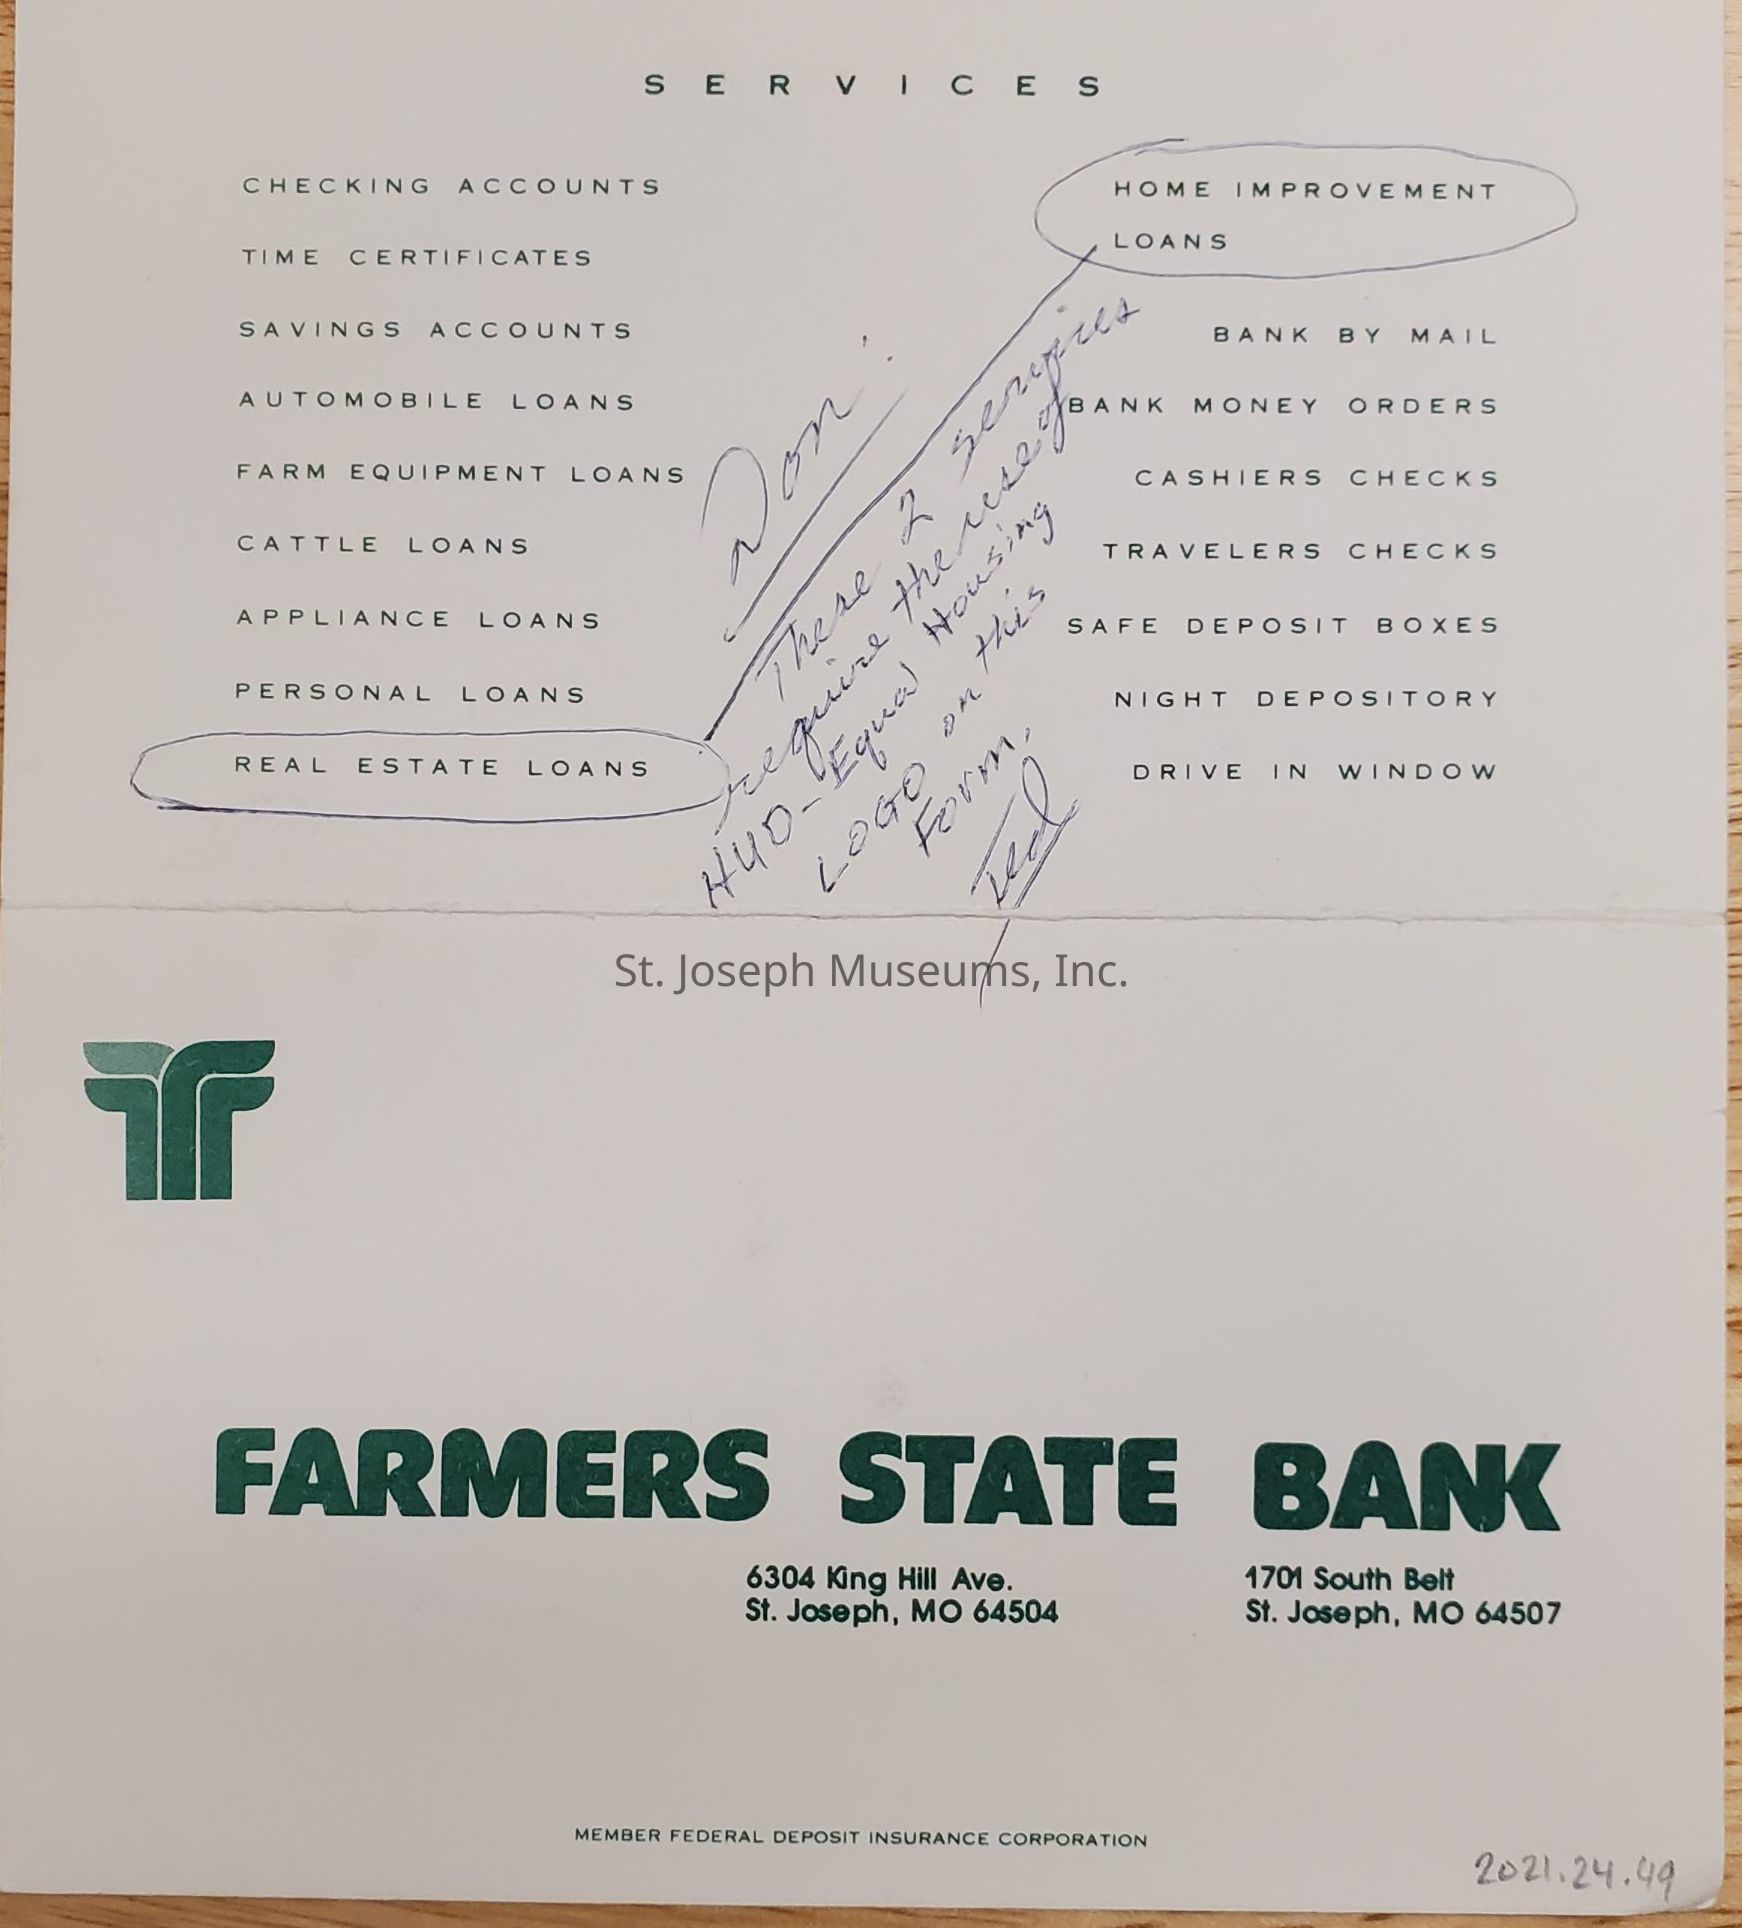 SERVICES
CHECKING ACCOUNTS
TIME CERTIFICATES
SAVINGS ACCOUNTS
AUTOMOBILE LOANS
FARM EQUIPMENT LOANS
CATTLE LOANS
APPLIANCE LOANS
PERSONAL LOANS
REAL ESTATE LOANS
HOME IMPROVEMENT
LOANS
BANK BY MAIL
BANK MONEY ORDERS
CASHIERS CHECKS
TRAVELERS CHECKS
SAFE DEPOSIT BOXES
NIGHT DEPOSITORY
DRIVE IN WINDOW
Don:
These 2 services
require the use of
HUD-Equal Housing
LOGO on this
Form.
Ted
St. Joseph Museums, Inc.
FARMERS STATE BANK
6304 King Hill Ave.
St. Joseph, MO 64504
1701 South Belt
St. Joseph, MO 64507
MEMBER FEDERAL DEPOSIT INSURANCE CORPORATION
2021.24.49